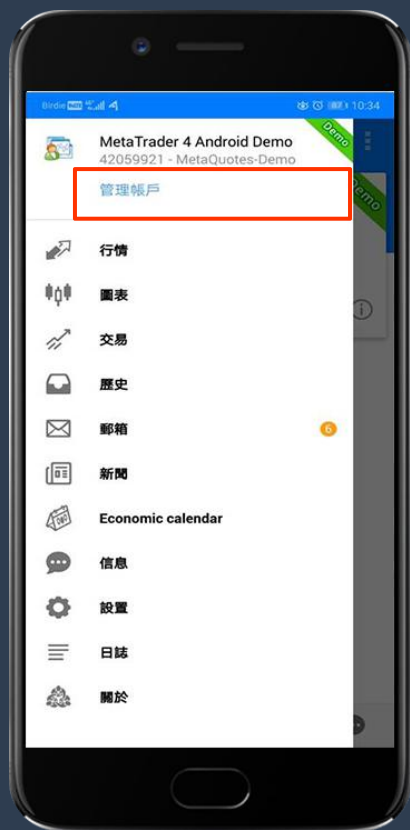 Birdie 10:34
MetaTrader 4 Android Demo
42059921 - MetaQuotes-Demo
Demo
Demo
管理帳戶
行情
圖表
交易
歷史
郵箱 6
新聞
Economic calendar
信息
設置
日誌
關於